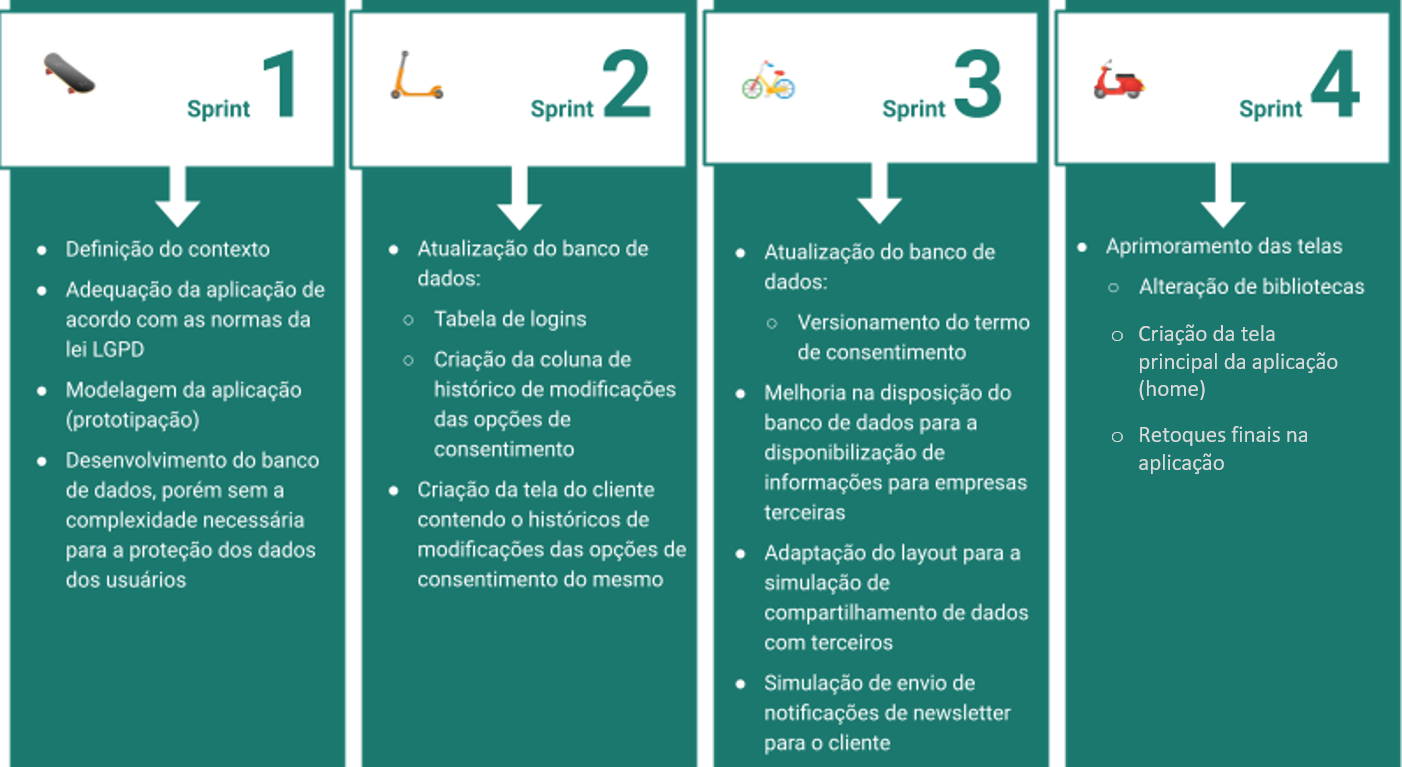 Sprint 1
Definição do contexto
Adequação da aplicação de
acordo com as normas da
lei LGPD
Modelagem da aplicação
(prototipação)
Desenvolvimento do banco
de dados, porém sem a
complexidade necessária
para a proteção dos dados
dos usuários
Sprint 2
Atualização do banco de
dados:
Tabela de logins
Criação da coluna de
histórico de modificações
das opções de
consentimento
Criação da tela do cliente
contendo o históricos de
modificações das opções de
consentimento do mesmo
Sprint 3
Atualização do banco de
dados:
Versionamento do termo
de consentimento
Melhoria na disposição do
banco de dados para a
disponibilização de
informações para empresas
terceiras
Adaptação do layout para a
simulação de
compartilhamento de dados
com terceiros
Simulação de envio de
notificações de newsletter
para o cliente
Sprint 4
Aprimoramento das telas
Alteração de bibliotecas
Criação da tela
principal da aplicação
(home)
Retoques finais na
aplicação